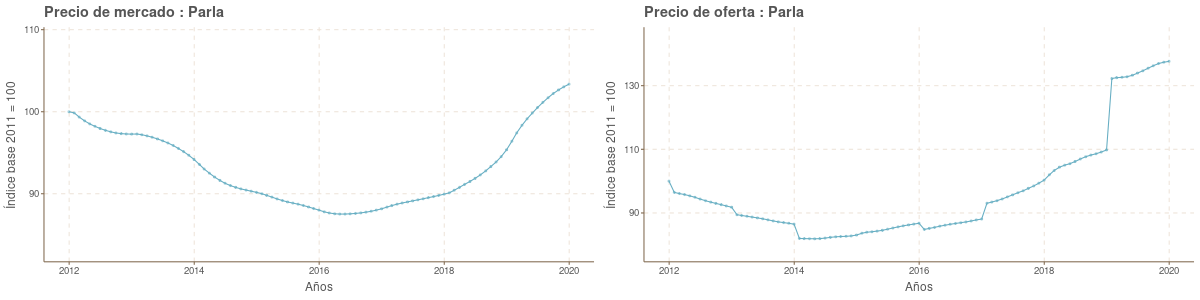 Precio de mercado : Parla
Índice base 2011 = 100
110
100
90
2012 2014 2016 2018 2020
Años
Precio de oferta : Parla
Índice base 2011 = 100
130
110
90
2012 2014 2016 2018 2020
Años